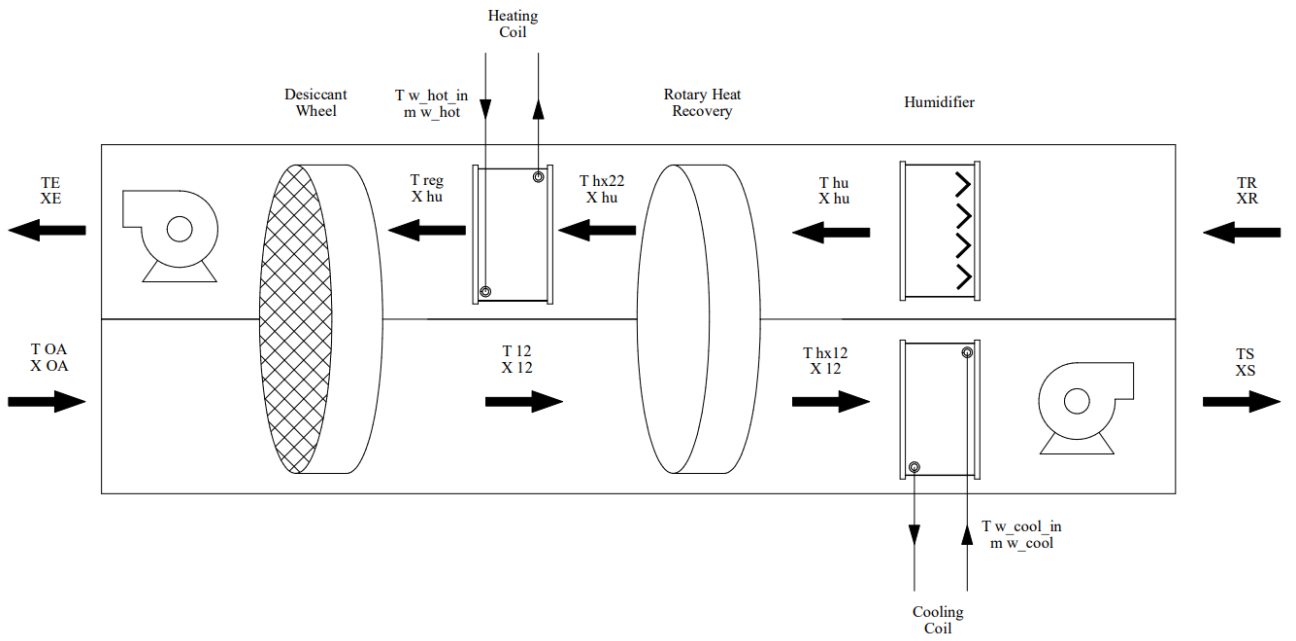 Heating
Coil
Desiccant
Wheel
T w_hot_in
m w_hot
Rotary Heat
Recovery
Humidifier
TE
XE
T reg
X hu
T hx22
X hu
T hu
X hu
TR
XR
T OA
X OA
T 12
X 12
T hx12
X 12
TS
XS
T w_cool_in
m w_cool
Cooling
Coil